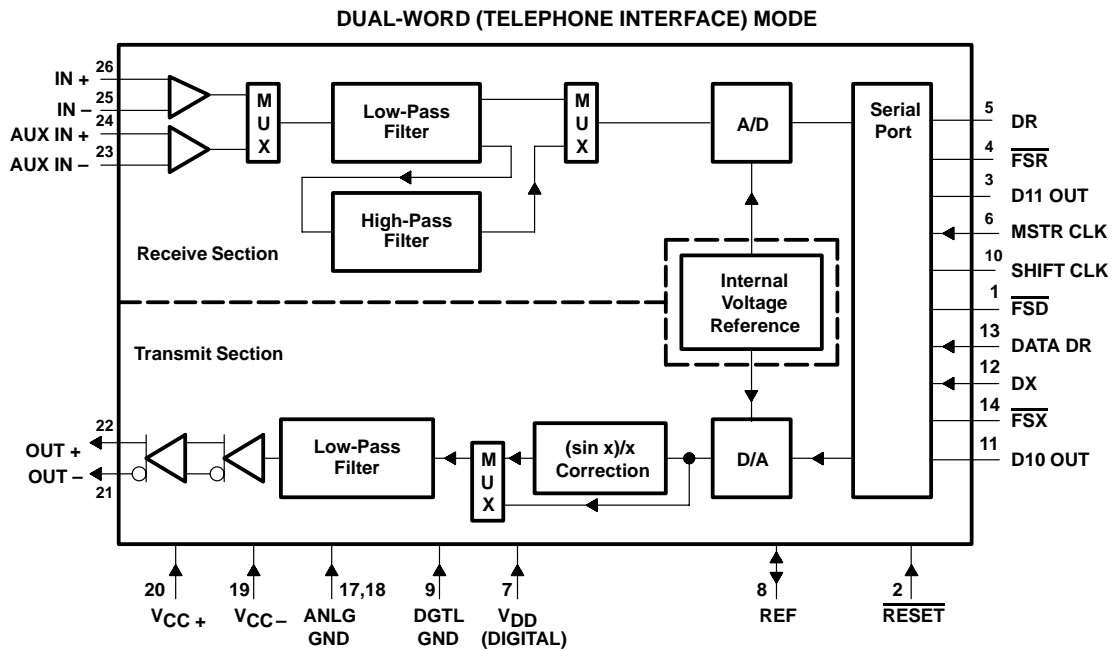 DUAL-WORD (TELEPHONE INTERFACE) MODE
IN +
26
IN –
25
AUX IN +
24
AUX IN –
23
M
U
X
Low-Pass
Filter
High-Pass
Filter
M
U
X
A/D
Serial
Port
5
DR
4
FSR
3
D11 OUT
6
MSTR CLK
10
SHIFT CLK
1
FSD
13
DATA DR
12
DX
14
FSX
11
D10 OUT
Receive Section
Internal
Voltage
Reference
Transmit Section
22
OUT +
OUT –
21
Low-Pass
Filter
M
U
X
(sin x)/x
Correction
D/A
20
VCC +
19
VCC –
17,18
ANLG
GND
9
DGTL
GND
7
VDD
(DIGITAL)
8
REF
2
RESET